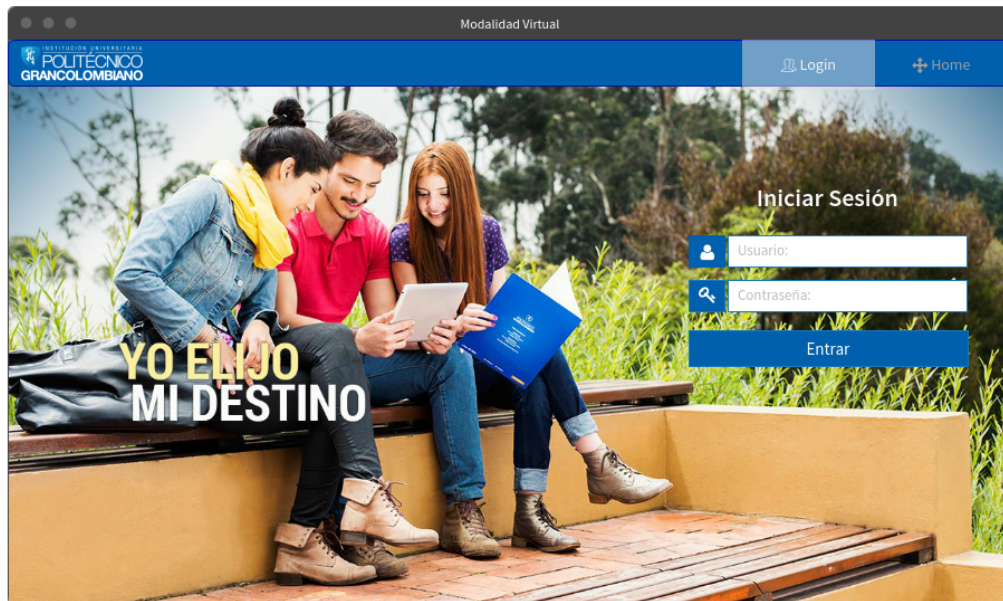 Modalidad Virtual
INSTITUCIÓN UNIVERSITARIA
POLITÉCNICO
GRANCOLOMBIANO
Login
Home
Iniciar Sesión
Usuario:
Contraseña:
Entrar
YO ELIJO
MI DESTINO